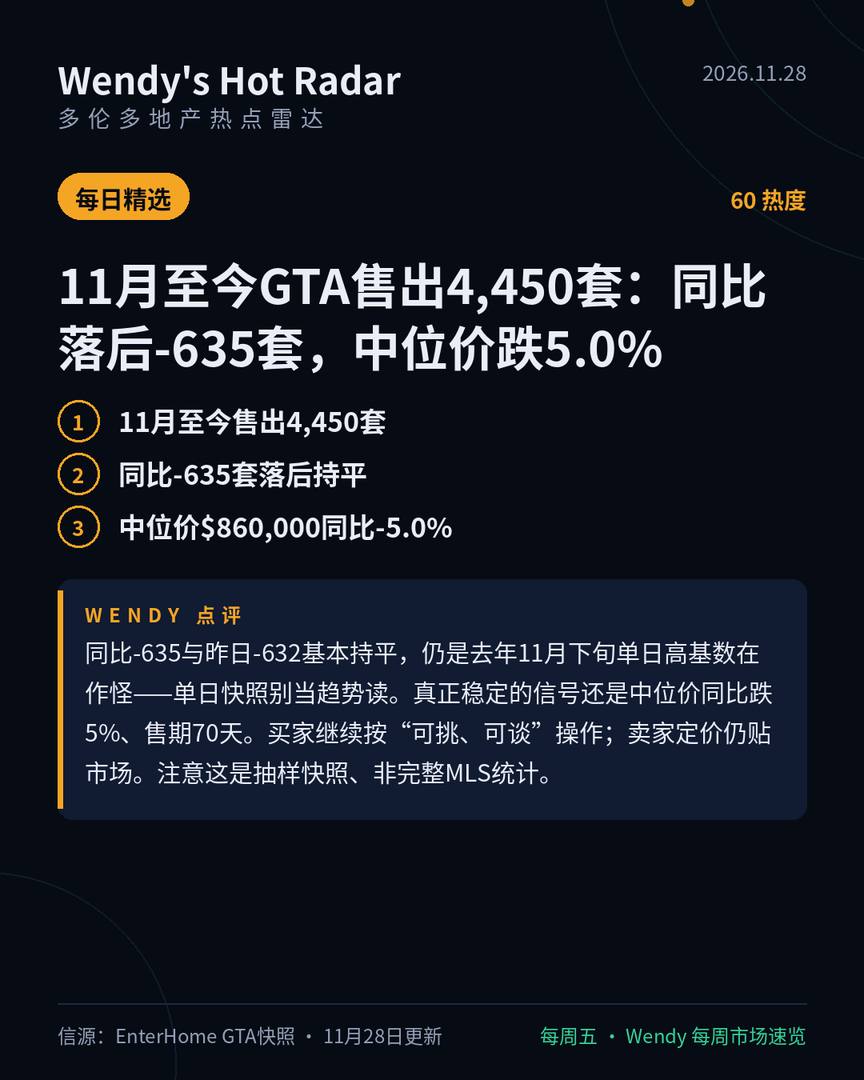 Wendy's Hot Radar
2026.11.28
多伦多地产热点雷达
每日精选
60 热度
11月至今GTA售出4,450套：同比
落后-635套，中位价跌5.0%
1 11月至今售出4,450套
2 同比-635套落后持平
3 中位价$860,000同比-5.0%
WENDY 点评
同比-635与昨日-632基本持平，仍是去年11月下旬单日高基数在
作怪——单日快照别当趋势读。真正稳定的信号还是中位价同比跌
5%、售期70天。买家继续按“可挑、可谈”操作；卖家定价仍贴
市场。注意这是抽样快照、非完整MLS统计。
信源：EnterHome GTA快照 · 11月28日更新
每周五 · Wendy 每周市场速览